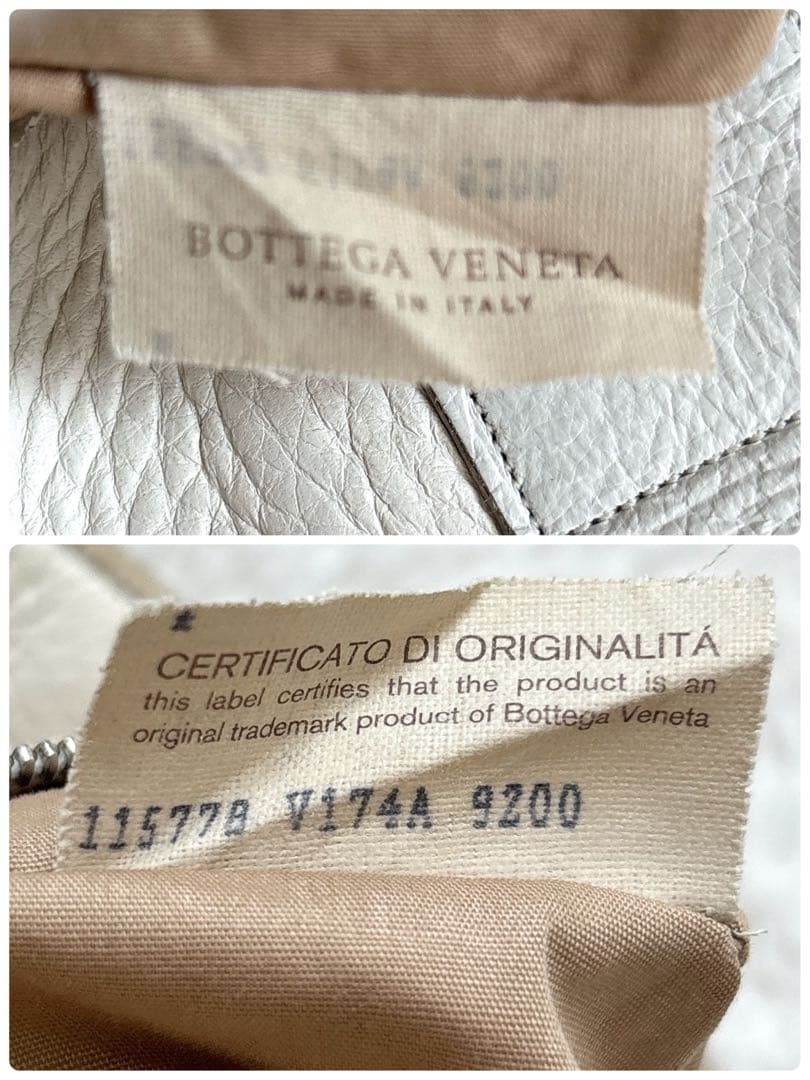 BOTTEGA VENETA
MADE IN ITALY
CERTIFICATO DI ORIGINALITÁ
this label certifies that the product is an
original trademark product of Bottega Veneta
115778 V174A 9200